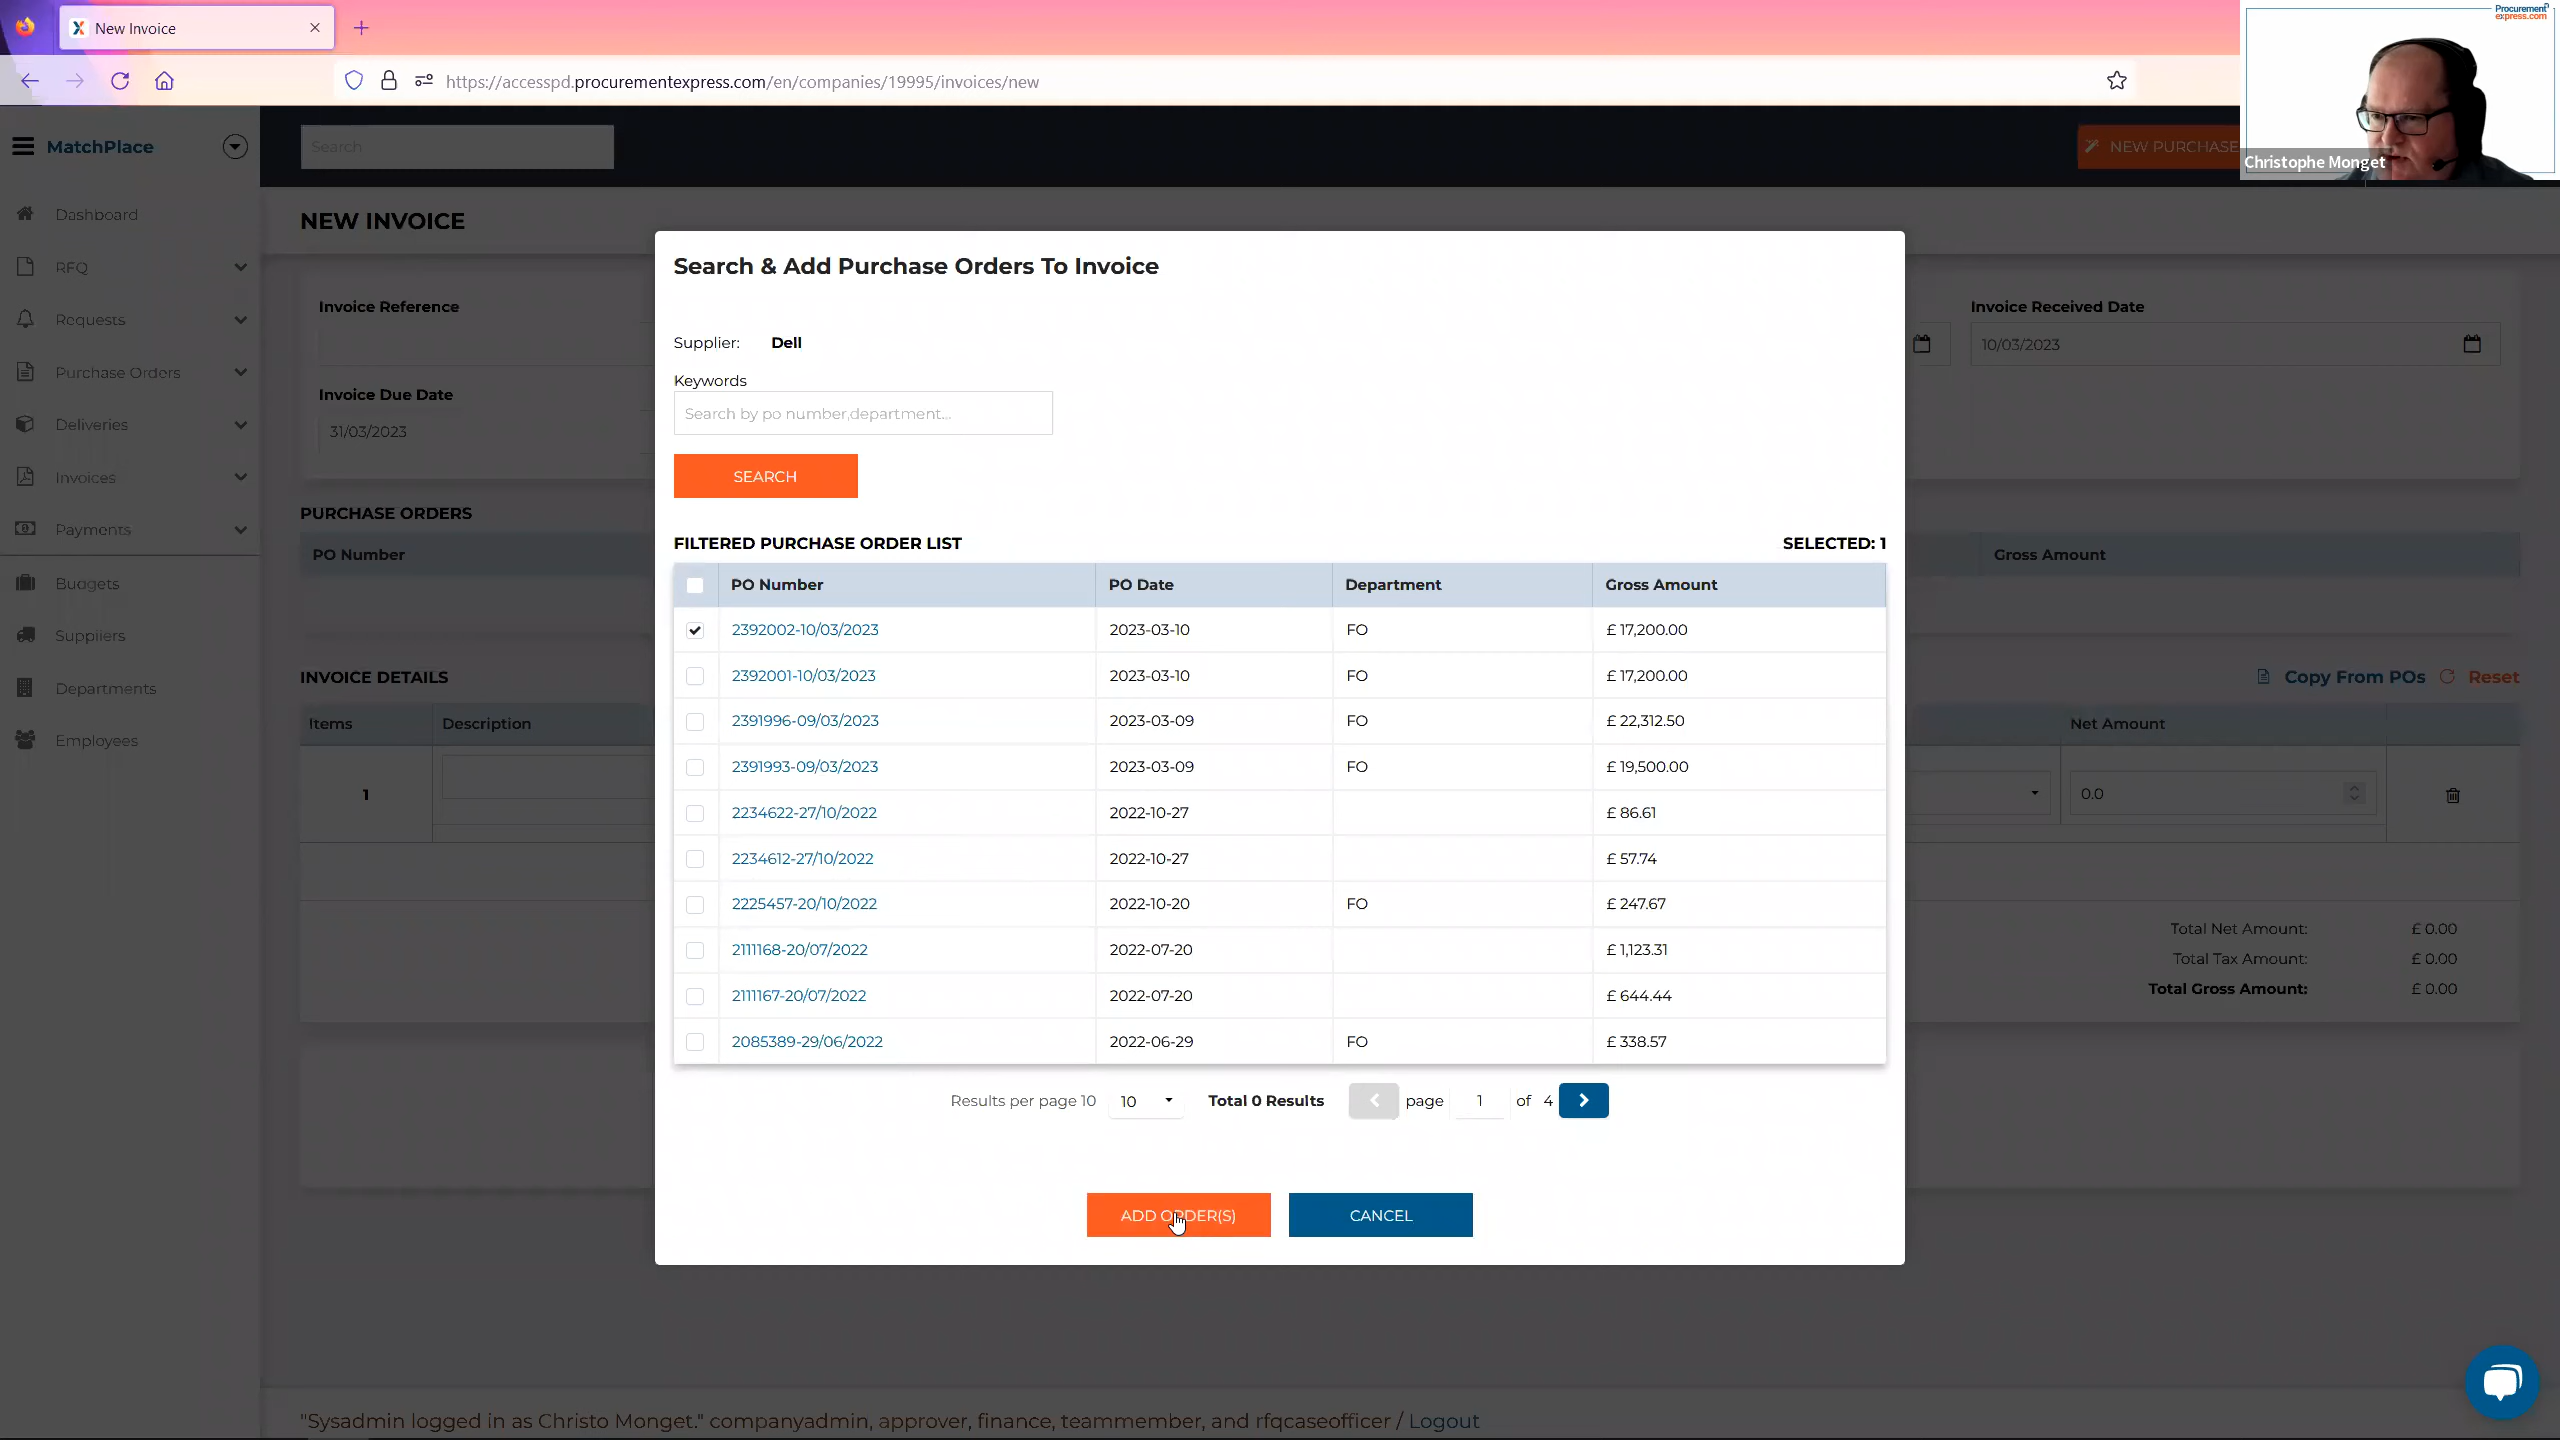 New Invoice
https://accesspd.procurementexpress.com/en/companies/19995/invoices/new
Procurement
express.com
Christophe Monget
MatchPlace
Search
NEW PURCHASE
Dashboard
RFQ
Requests
Purchase Orders
Deliveries
Invoices
Payments
Budgets
Suppliers
Departments
Employees
NEW INVOICE
Invoice Reference
Invoice Received Date
10/03/2023
Invoice Due Date
31/03/2023
PURCHASE ORDERS
PO Number
Gross Amount
INVOICE DETAILS
Copy From POs
Reset
Items
Description
Net Amount
1
0.0
Total Net Amount: £ 0.00
Total Tax Amount: £ 0.00
Total Gross Amount: £ 0.00
Search & Add Purchase Orders To Invoice
Supplier: Dell
Keywords
Search by po number,department...
SEARCH
FILTERED PURCHASE ORDER LIST SELECTED: 1
PO Number PO Date Department Gross Amount
2392002-10/03/2023 2023-03-10 FO £ 17,200.00
2392001-10/03/2023 2023-03-10 FO £ 17,200.00
2391996-09/03/2023 2023-03-09 FO £ 22,312.50
2391993-09/03/2023 2023-03-09 FO £ 19,500.00
2234622-27/10/2022 2022-10-27 £ 86.61
2234612-27/10/2022 2022-10-27 £ 57.74
2225457-20/10/2022 2022-10-20 FO £ 247.67
2111168-20/07/2022 2022-07-20 £ 1,123.31
2111167-20/07/2022 2022-07-20 £ 644.44
2085389-29/06/2022 2022-06-29 FO £ 338.57
Results per page 10 10 Total 0 Results page 1 of 4
ADD ORDER(S) CANCEL
"Sysadmin logged in as Christo Monget." companyadmin, approver, finance, teammember, and rfqcaseofficer / Logout